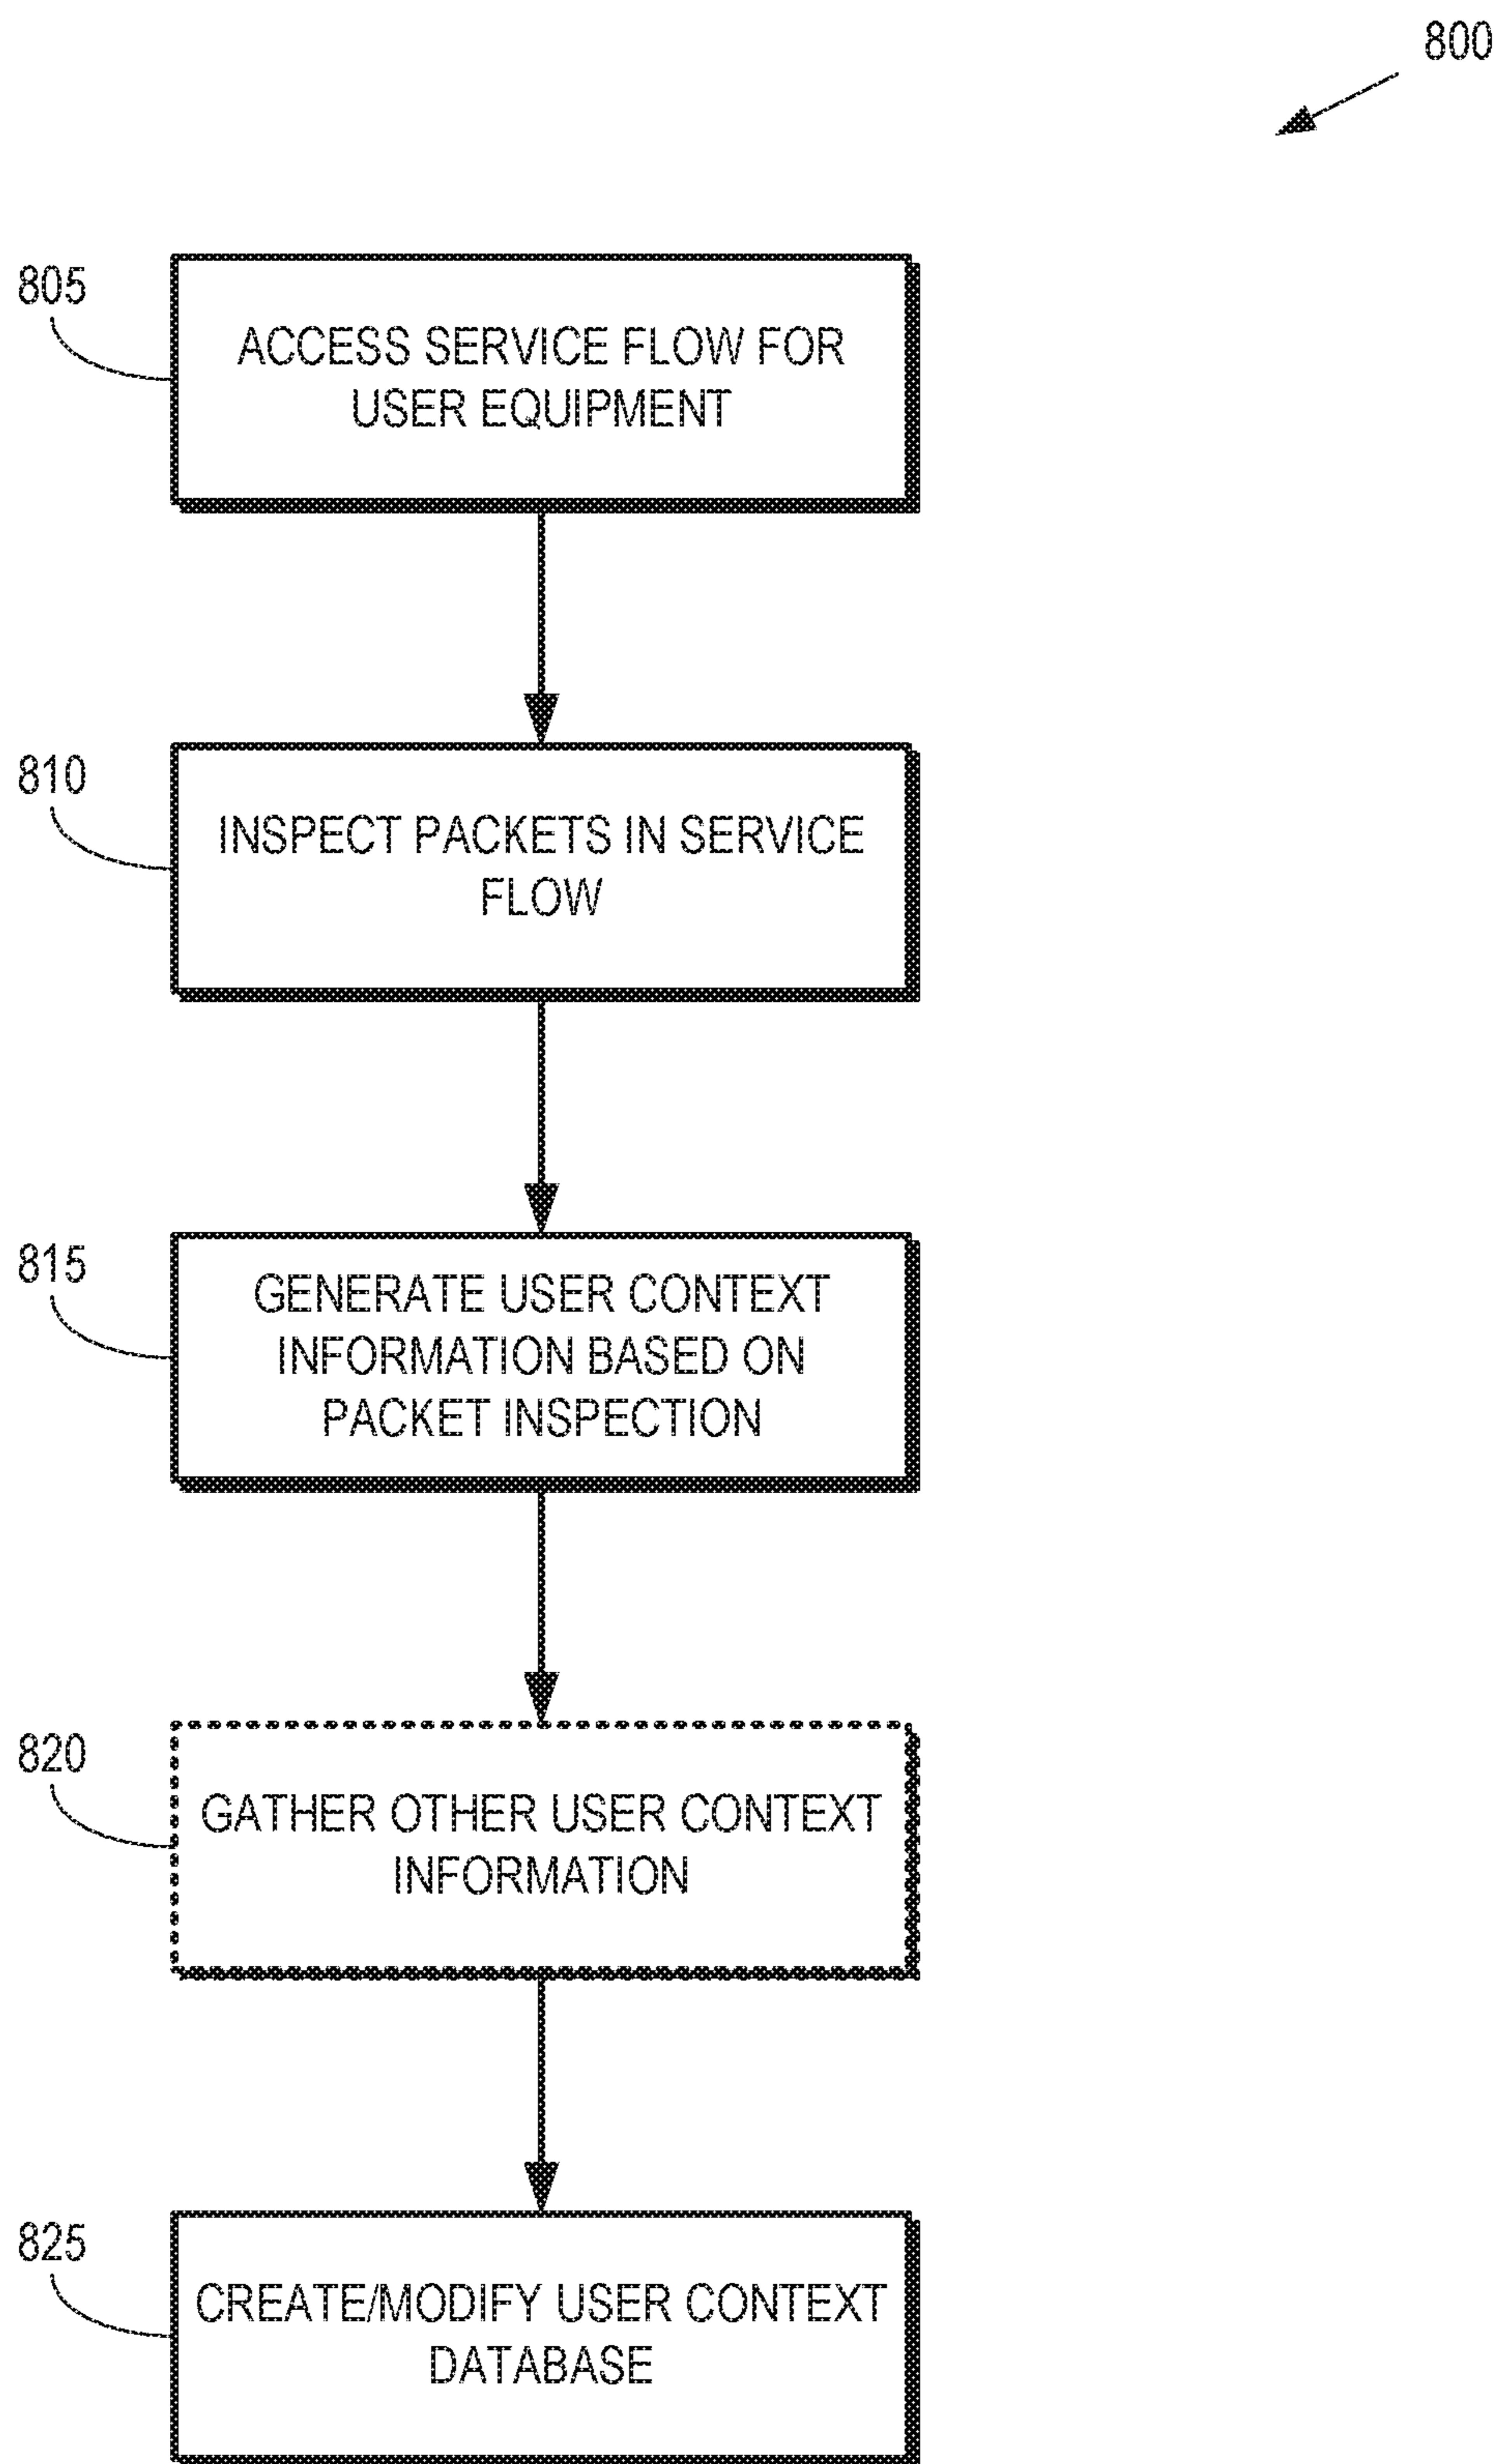 800
805
ACCESS SERVICE FLOW FOR
USER EQUIPMENT
810
INSPECT PACKETS IN SERVICE
FLOW
815
GENERATE USER CONTEXT
INFORMATION BASED ON
PACKET INSPECTION
820
GATHER OTHER USER CONTEXT
INFORMATION
825
CREATE/MODIFY USER CONTEXT
DATABASE